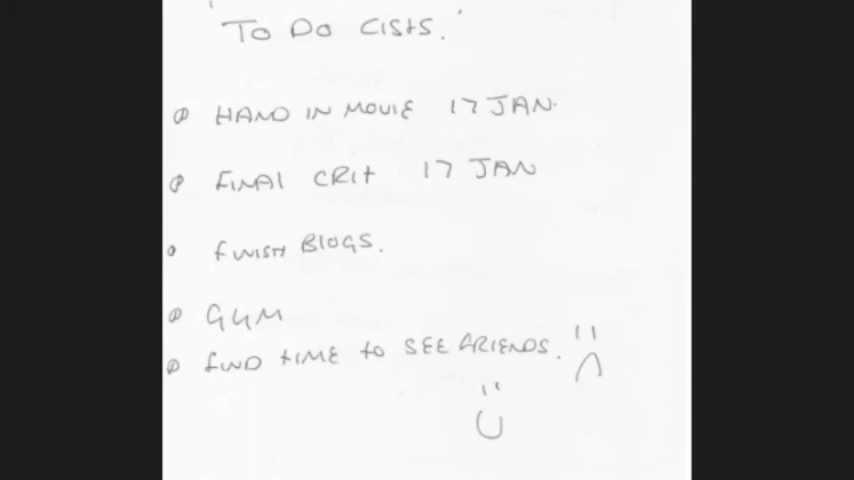 To Do Lists.'
HAND IN MOVIE 17 JAN.
FINAL CRIT 17 JAN
FINISH BLOGS.
GYM
FIND TIME TO SEE FRIENDS.